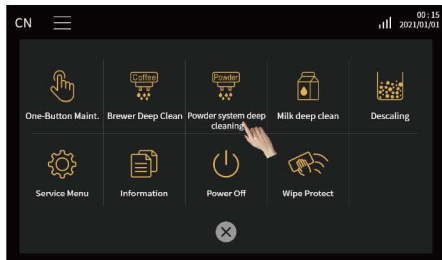 CN
00:15
2021/01/01
Coffee
Powder
One-Button Maint.
Brewer Deep Clean
Powder system deep
cleaning
Milk deep clean
Descaling
Service Menu
Information
Power Off
Wipe Protect